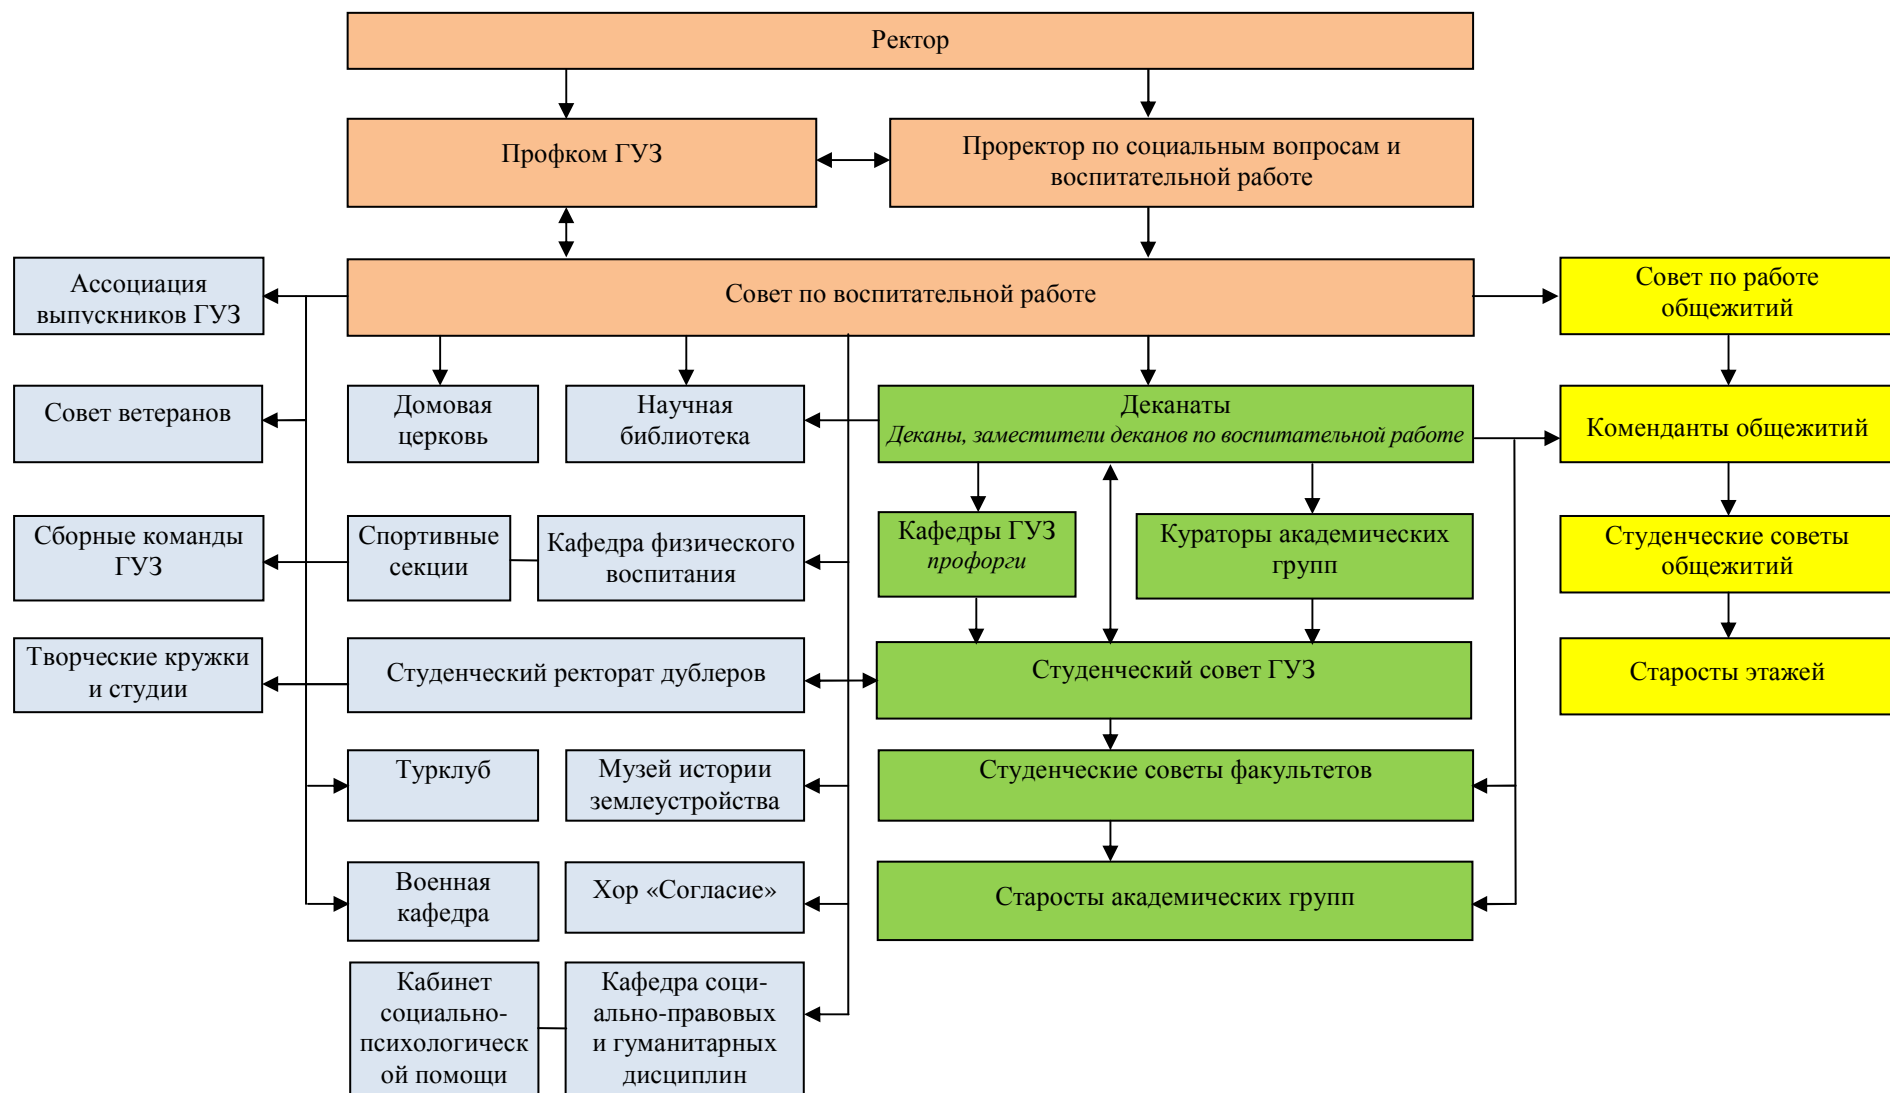 Ректор
Профком ГУЗ
Проректор по социальным вопросам и
воспитательной работе
Ассоциация
выпускников ГУЗ
Совет по воспитательной работе
Совет по работе
общежитий
Совет ветеранов
Домовая
церковь
Научная
библиотека
Деканаты
Деканы, заместители деканов по воспитательной работе
Коменданты общежитий
Сборные команды
ГУЗ
Спортивные
секции
Кафедра физического
воспитания
Кафедры ГУЗ
профорги
Кураторы академических
групп
Студенческие советы
общежитий
Творческие кружки
и студии
Студенческий ректорат дублеров
Студенческий совет ГУЗ
Старосты этажей
Турклуб
Музей истории
землеустройства
Студенческие советы факультетов
Военная
кафедра
Хор «Согласие»
Старосты академических групп
Кабинет
социально-
психологическ
ой помощи
Кафедра соци-
ально-правовых
и гуманитарных
дисциплин